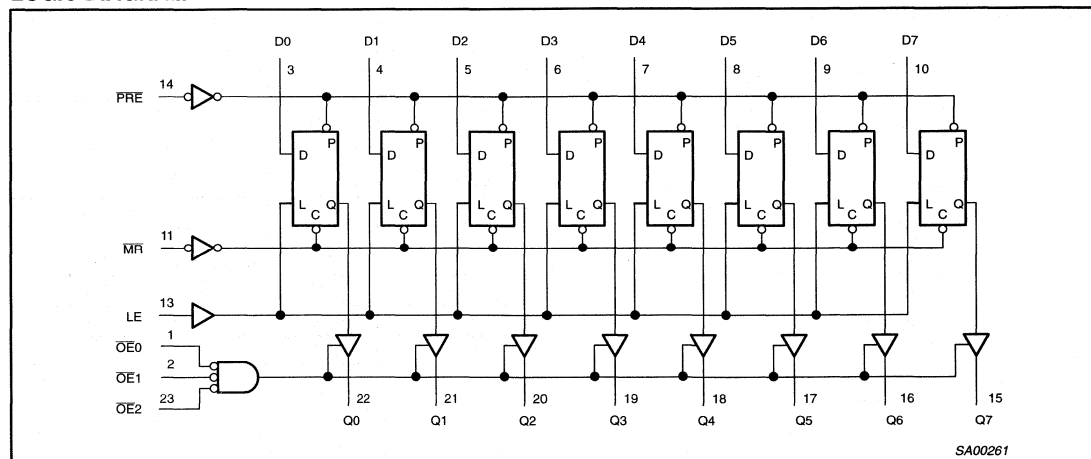 D0 D1 D2 D3 D4 D5 D6 D7
3 4 5 6 7 8 9 10
PRE 14
P P P P P P P P
D D D D D D D D
L Q L Q L Q L Q L Q L Q L Q L Q
C C C C C C C C
MR 11
LE 13
OE0 1
OE1 2
OE2 23
22 21 20 19 18 17 16 15
Q0 Q1 Q2 Q3 Q4 Q5 Q6 Q7
SA00261